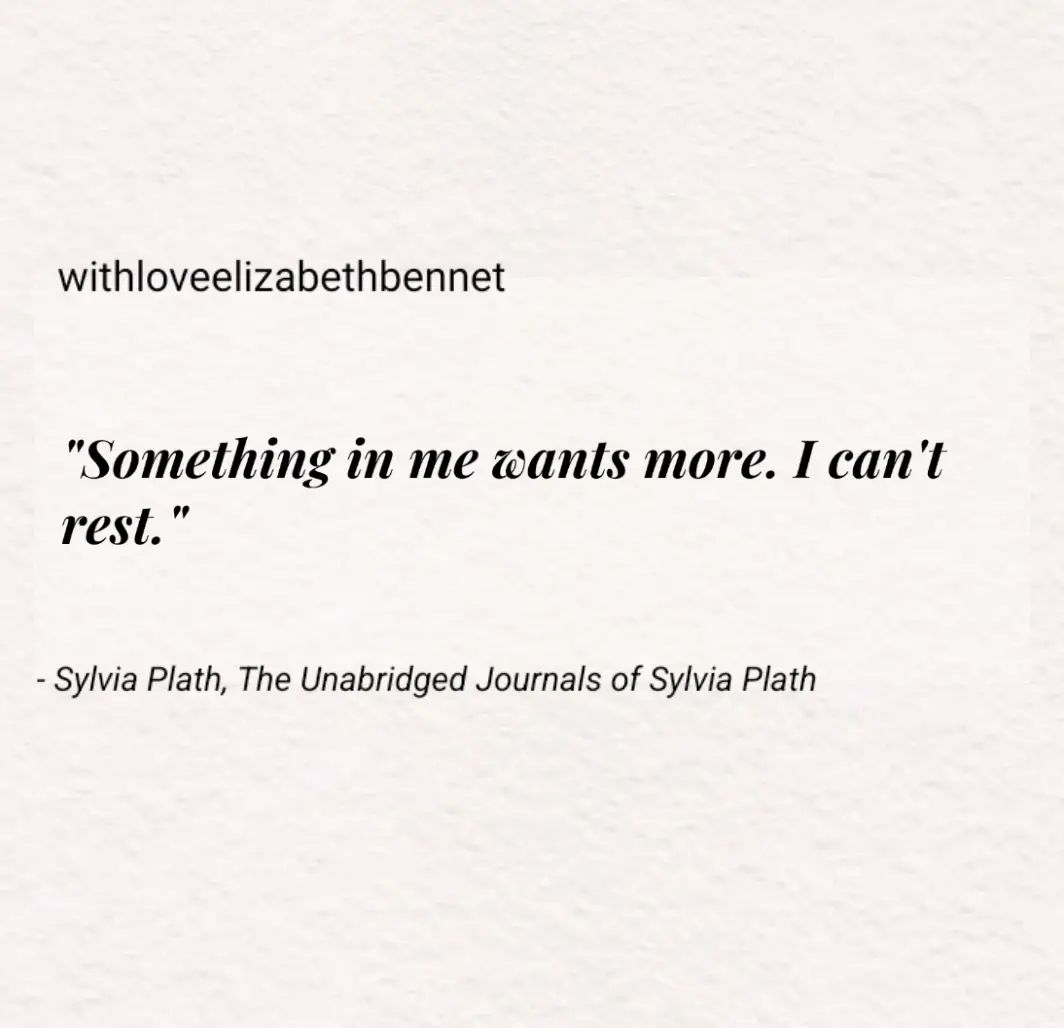 withloveelizabethbennet
"Something in me wants more. I can't
rest."
- Sylvia Plath, The Unabridged Journals of Sylvia Plath